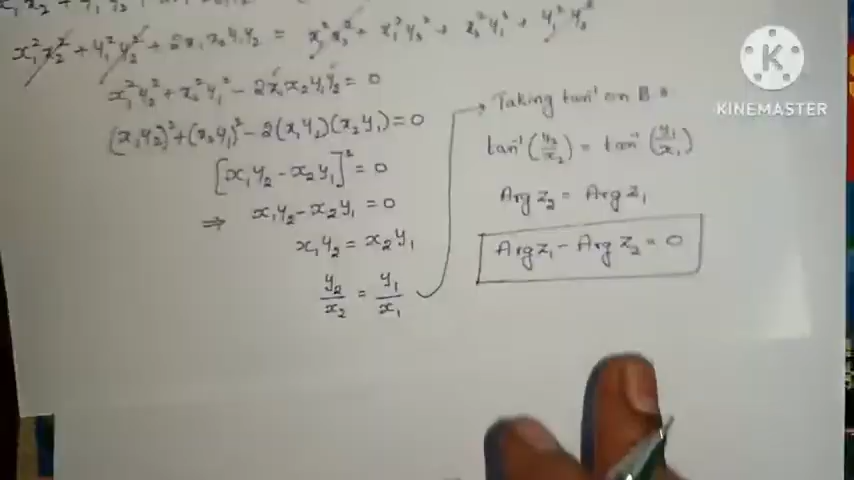 x₁x₂ + y₁y₂
x₁²x₂² + y₁²y₂² + 2x₁x₂y₁y₂ = x₁²x₂² + x₁²y₂² + x₂²y₁² + y₁²y₂²
x₁²y₂² + x₂²y₁² - 2x₁x₂y₁y₂ = 0
(x₁y₂)² + (x₂y₁)² - 2(x₁y₂)(x₂y₁) = 0
[x₁y₂ - x₂y₁]² = 0
⇒ x₁y₂ - x₂y₁ = 0
x₁y₂ = x₂y₁
y₂/x₂ = y₁/x₁
Taking tan⁻¹ on B.
tan⁻¹(y₂/x₂) = tan⁻¹(y₁/x₁)
Arg z₂ = Arg z₁
Arg z₁ - Arg z₂ = 0
K
KINEMASTER